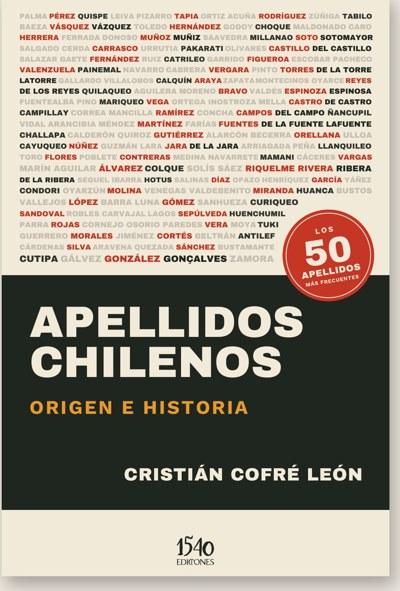 PALMA PÉREZ QUISPE LEIVA PIZARRO TAPIA ORTIZ ACUÑA RODRÍGUEZ ZÚÑIGA TABILO
BAEZA VÁSQUEZ VÁZQUEZ TOLEDO HERNÁNDEZ GODOY CHOQUE MALDONADO CARO
HERRERA FERRADA DONOSO MUÑOZ MUÑIZ SAAVEDRA MILLANAO SOTO SOTOMAYOR
SALGADO CERDA CARRASCO URRUTIA PAKARATI OLIVARES CASTILLO DEL CASTILLO
SALAZAR GAETE FERNÁNDEZ RUIZ CATRILEO GARRIDO FIGUEROA ESCOBAR PACHECO
VALENZUELA PAINEMAL NAVARRO CABRERA VERGARA PINTO TORRES DE LA TORRE
LATORRE GALLARDO VILLALOBOS CALQUÍN ARAYA ZAPATA MONTECINOS OYARCE REYES
DE LOS REYES QUILAQUEO AGUILERA MORENO BRAVO VALDÉS ESPINOZA ESPINOSA
FUENTEALBA PINO MARIQUEO VEGA ORTEGA INOSTROZA MELLA CASTRO DE CASTRO
CAMPILLAY CORREA MANCILLA RAMÍREZ CONCHA CAMPOS DEL CAMPO ÑANCUPIL
VIDAL ARANCIBIA MÉNDEZ MARTÍNEZ FARÍAS FUENTES DE LA FUENTE LAFUENTE
CHALLAPA CALDERÓN QUIROZ GUTIÉRREZ ALARCÓN BECERRA ORELLANA ULLOA
CAYUQUEO NÚÑEZ GUZMÁN LARA JARA DE LA JARA ARRIAGADA PEÑA LLANQUILEO
TORO FLORES POBLETE CONTRERAS MEDINA NAVARRETE MAMANI CÁCERES VARGAS
MARÍN AGUILAR ÁLVAREZ COLQUE SOLÍS SÁEZ RIQUELME RIVERA RIBERA
DE LA RIBERA SEGUEL IBARRA HOTUS SALINAS DÍAZ OPAZO HENRÍQUEZ GARCÍA YÁÑEZ
CONDORI OYARZÚN MOLINA VENEGAS VALDEBENITO MIRANDA HUANCA BUSTOS
VALLEJOS LÓPEZ BARRA LUNA GÓMEZ SANHUEZA CURIQUEO
SANDOVAL ROBLES CARVAJAL LAGOS SEPÚLVEDA HUENCHUMIL
PARRA ROJAS CORNEJO OSORIO PAREDES VERA MOYA TUKI
GUERRERO MORALES JIMÉNEZ CORTÉS BELTRÁN ANTILEF
CÁRDENAS SILVA ARAVENA QUEZADA SÁNCHEZ BUSTAMANTE
CUTIPA GÁLVEZ GONZÁLEZ GONÇALVES ZAMORA
LOS
50
APELLIDOS
MÁS FRECUENTES
APELLIDOS
CHILENOS
ORIGEN E HISTORIA
CRISTIÁN COFRÉ LEÓN
1540
EDICIONES